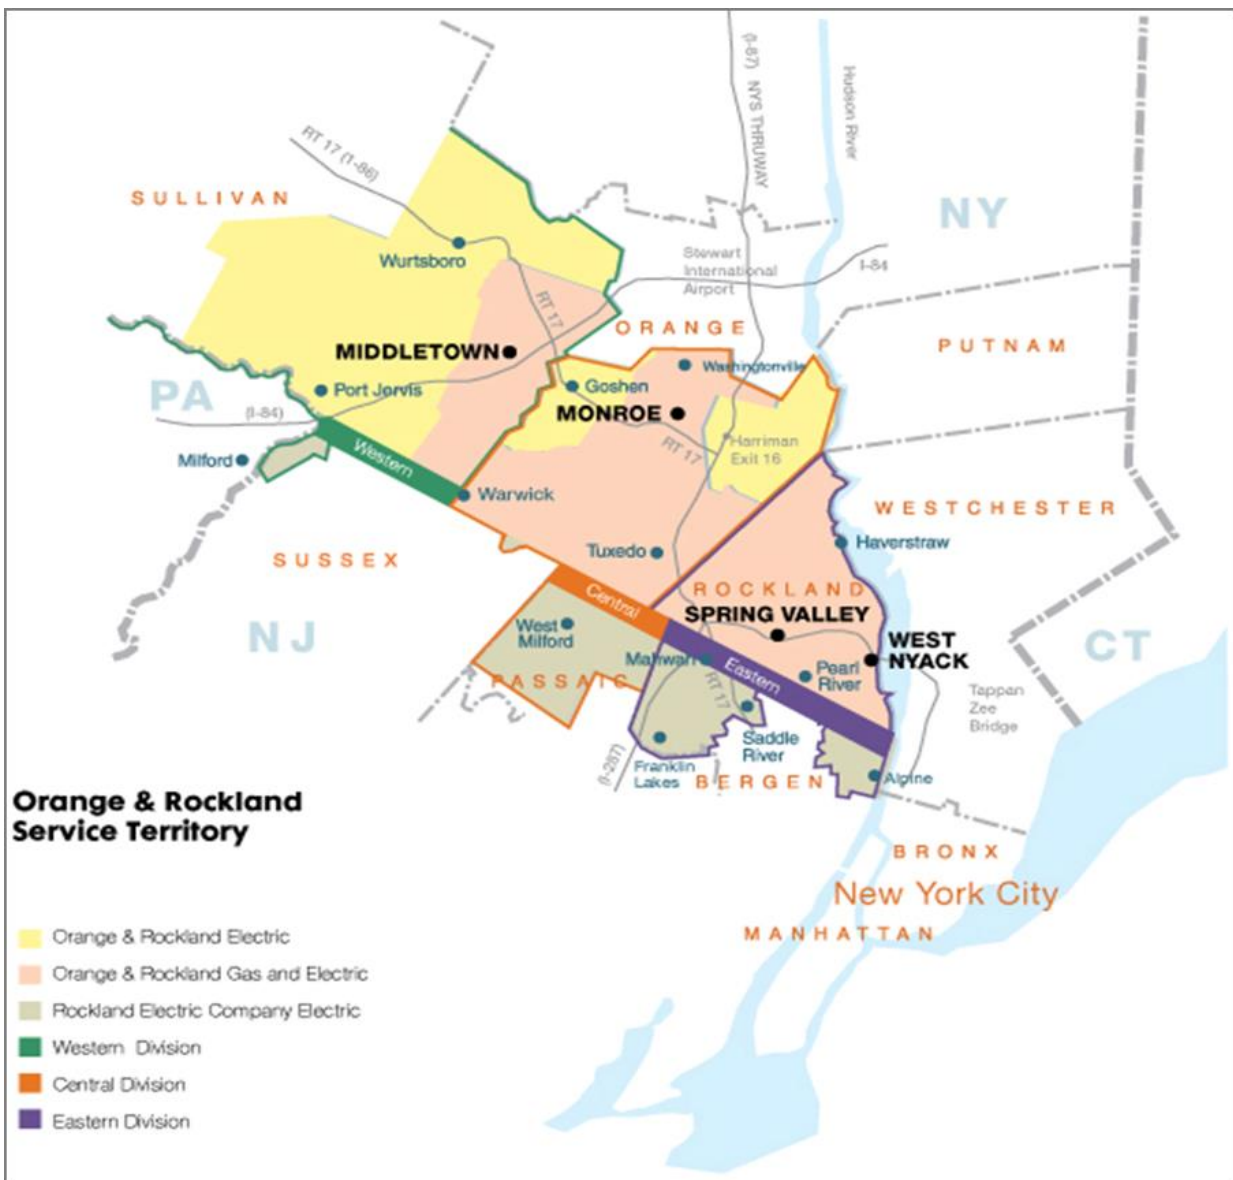 (I-87) NYS THRUWAY
Hudson River
RT 17 (I-86)
SULLIVAN
NY
Wurtsboro
Stewart
International
Airport
I-84
RT 17
ORANGE
PUTNAM
MIDDLETOWN
Washingtonville
PA
Port Jervis
Goshen
(I-84)
MONROE
RT 17
Harriman
Exit 16
Milford
Western
Warwick
WESTCHESTER
Haverstraw
SUSSEX
Tuxedo
ROCKLAND
Central
SPRING VALLEY
NJ
West
Milford
WEST
NYACK
CT
Mahwah
Eastern
Pearl
River
PASSAIC
RT 17
Tappan
Zee
Bridge
Saddle
River
(I-287)
Franklin
Lakes
BERGEN
Alpine
Orange & Rockland
Service Territory
BRONX
New York City
MANHATTAN
Orange & Rockland Electric
Orange & Rockland Gas and Electric
Rockland Electric Company Electric
Western Division
Central Division
Eastern Division